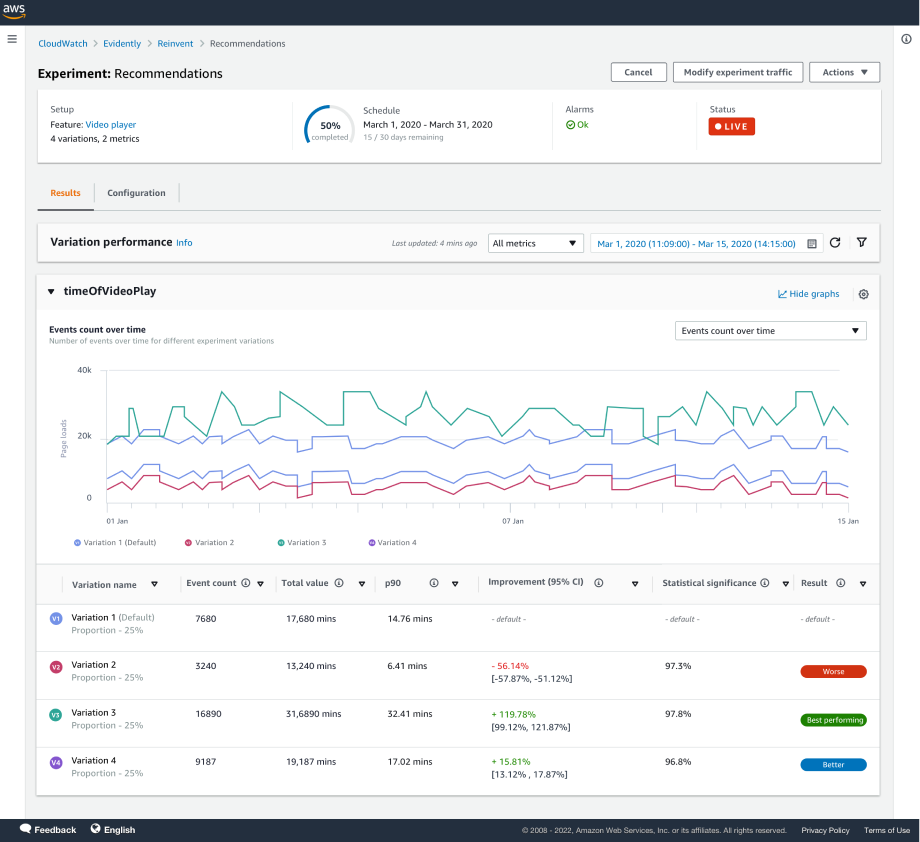 aws
CloudWatch > Evidently > Reinvent > Recommendations
Experiment: Recommendations
Cancel
Modify experiment traffic
Actions
Setup
Feature: Video player
4 variations, 2 metrics
50%
completed
Schedule
March 1, 2020 - March 31, 2020
15 / 30 days remaining
Alarms
Ok
Status
LIVE
Results
Configuration
Variation performance Info
Last updated: 4 mins ago
All metrics
Mar 1, 2020 (11:09:00) - Mar 15, 2020 (14:15:00)
timeOfVideoPlay
Hide graphs
Events count over time
Number of events over time for different experiment variations
Events count over time
40k
20k
0
Page loads
01 Jan
07 Jan
15 Jan
Variation 1 (Default)
Variation 2
Variation 3
Variation 4
Variation name
Event count
Total value
p90
Improvement (95% CI)
Statistical significance
Result
V1
Variation 1 (Default)
Proportion - 25%
7680
17,680 mins
14.76 mins
- default -
- default -
- default -
V2
Variation 2
Proportion - 25%
3240
13,240 mins
6.41 mins
- 56.14%
[-57.87%, -51.12%]
97.3%
Worse
V3
Variation 3
Proportion - 25%
16890
31,6890 mins
32.41 mins
+ 119.78%
[99.12%, 121.87%]
97.8%
Best performing
V4
Variation 4
Proportion - 25%
9187
19,187 mins
17.02 mins
+ 15.81%
[13.12% , 17.87%]
96.8%
Better
Feedback
English
© 2008 - 2022, Amazon Web Services, Inc. or its affiliates. All rights reserved.
Privacy Policy
Terms of Use